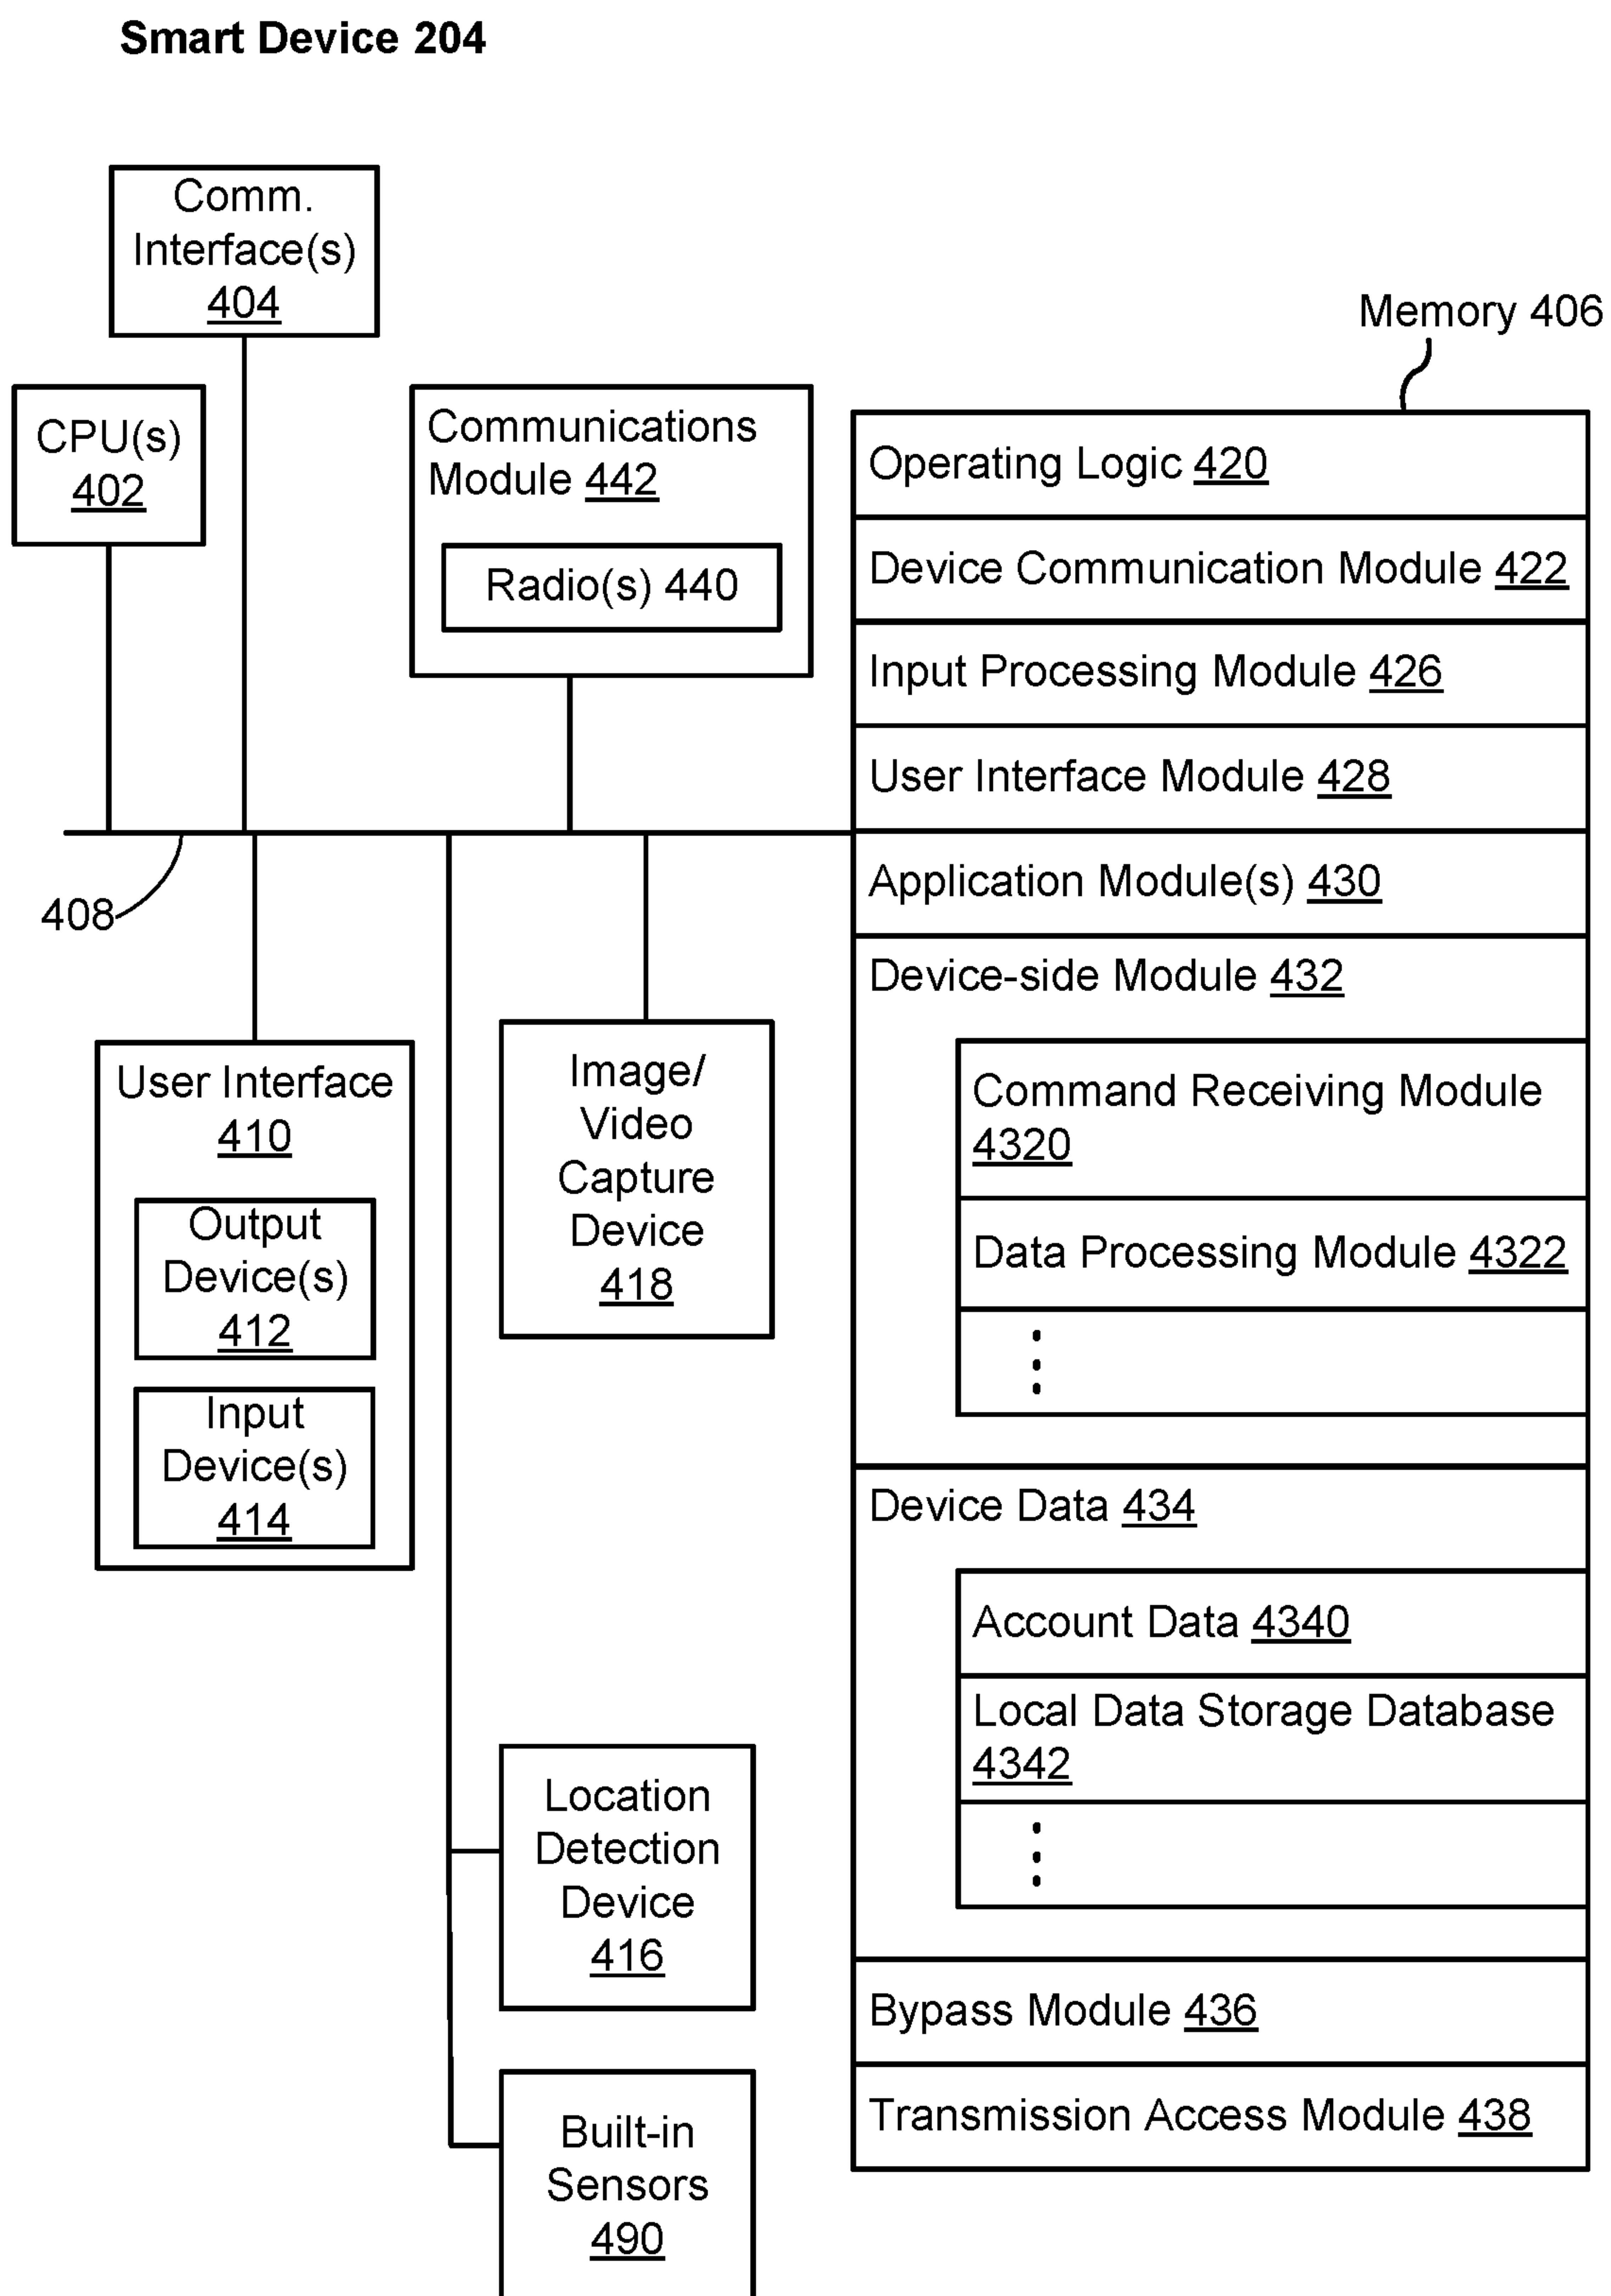 Smart Device 204
Comm.
Interface(s)
404
Memory 406
CPU(s)
402
Communications
Module 442
Radio(s) 440
408
User Interface
410
Output
Device(s)
412
Input
Device(s)
414
Image/
Video
Capture
Device
418
Location
Detection
Device
416
Built-in
Sensors
490
Operating Logic 420
Device Communication Module 422
Input Processing Module 426
User Interface Module 428
Application Module(s) 430
Device-side Module 432
Command Receiving Module
4320
Data Processing Module 4322
Device Data 434
Account Data 4340
Local Data Storage Database
4342
Bypass Module 436
Transmission Access Module 438